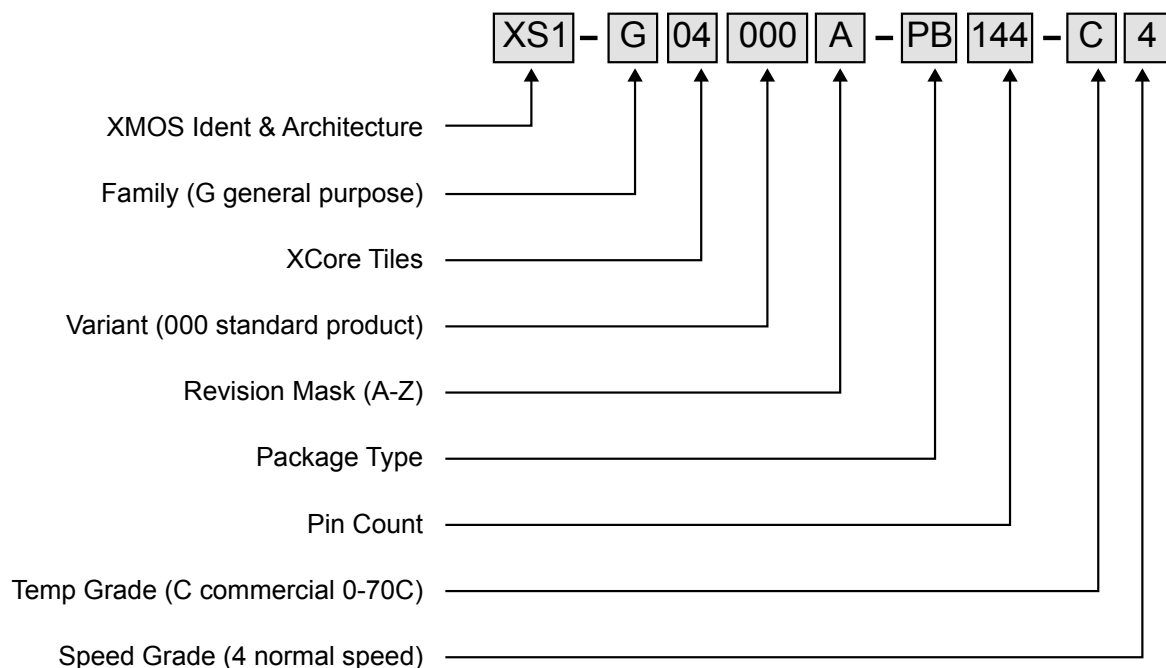 XS1 – G 04 000 A – PB 144 – C 4
XMOS Ident & Architecture
Family (G general purpose)
XCore Tiles
Variant (000 standard product)
Revision Mask (A-Z)
Package Type
Pin Count
Temp Grade (C commercial 0-70C)
Speed Grade (4 normal speed)